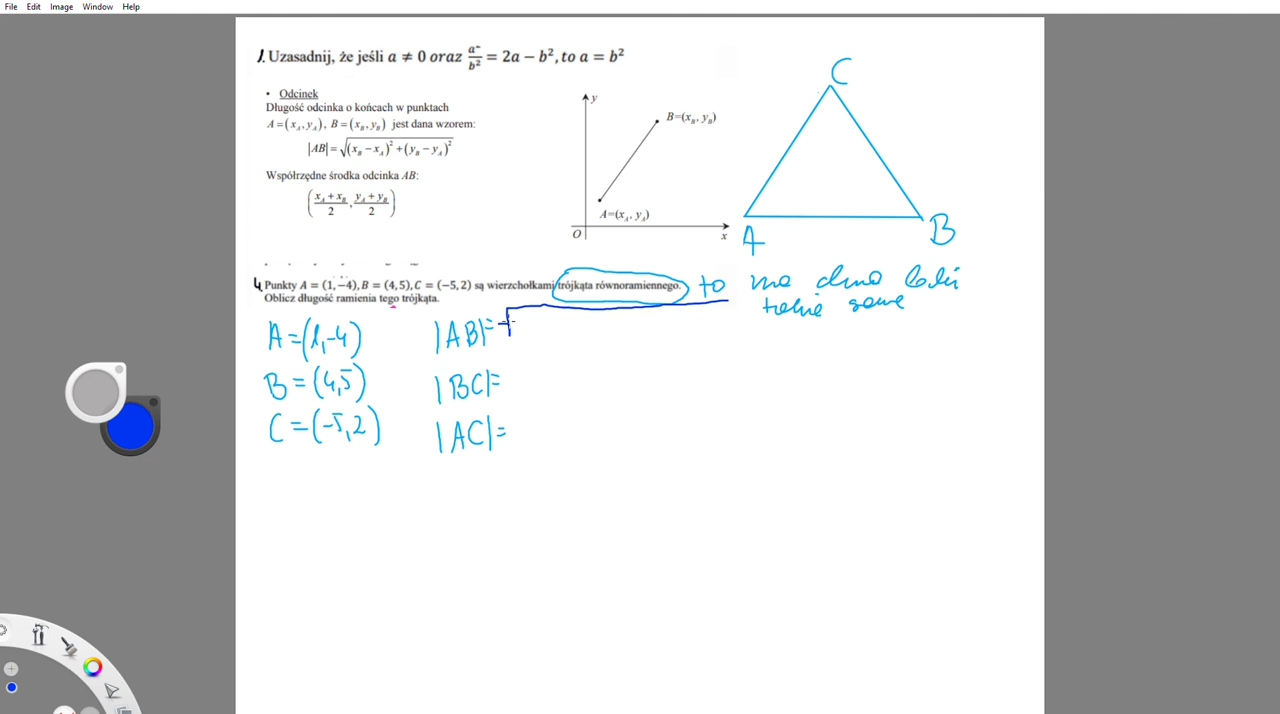 File Edit Image Window Help
1. Uzasadnij, że jeśli a ≠ 0 oraz a²/b² = 2a − b², to a = b²
• Odcinek
Długość odcinka o końcach w punktach
A=(x_A, y_A), B=(x_B, y_B) jest dana wzorem:
|AB|=√((x_B−x_A)²+(y_B−y_A)²)
Współrzędne środka odcinka AB:
((x_A+x_B)/2, (y_A+y_B)/2)
y
B=(x_B, y_B)
A=(x_A, y_A)
O
x
C
A
B
4. Punkty A = (1,−4), B = (4,5), C = (−5,2) są wierzchołkami trójkąta równoramiennego.
Oblicz długość ramienia tego trójkąta.
to ma dwa boki
takie same
A=(1,-4) |AB|=
B=(4,5) |BC|=
C=(-5,2) |AC|=